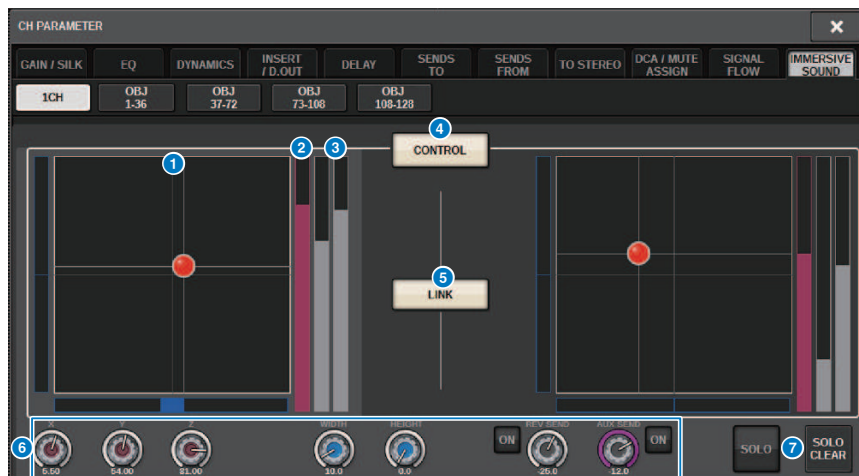 CH PARAMETER
GAIN / SILK
EQ
DYNAMICS
INSERT
/ D.OUT
DELAY
SENDS
TO
SENDS
FROM
TO STEREO
DCA / MUTE
ASSIGN
SIGNAL
FLOW
IMMERSIVE
SOUND
1CH
OBJ
1-36
OBJ
37-72
OBJ
73-108
OBJ
108-128
1
2
3
4
CONTROL
5
LINK
6
X
Y
Z
WIDTH
HEIGHT
ON
REV SEND
AUX SEND
ON
5.50
54.00
81.00
10.0
0.0
-25.0
-12.0
SOLO
7
SOLO
CLEAR